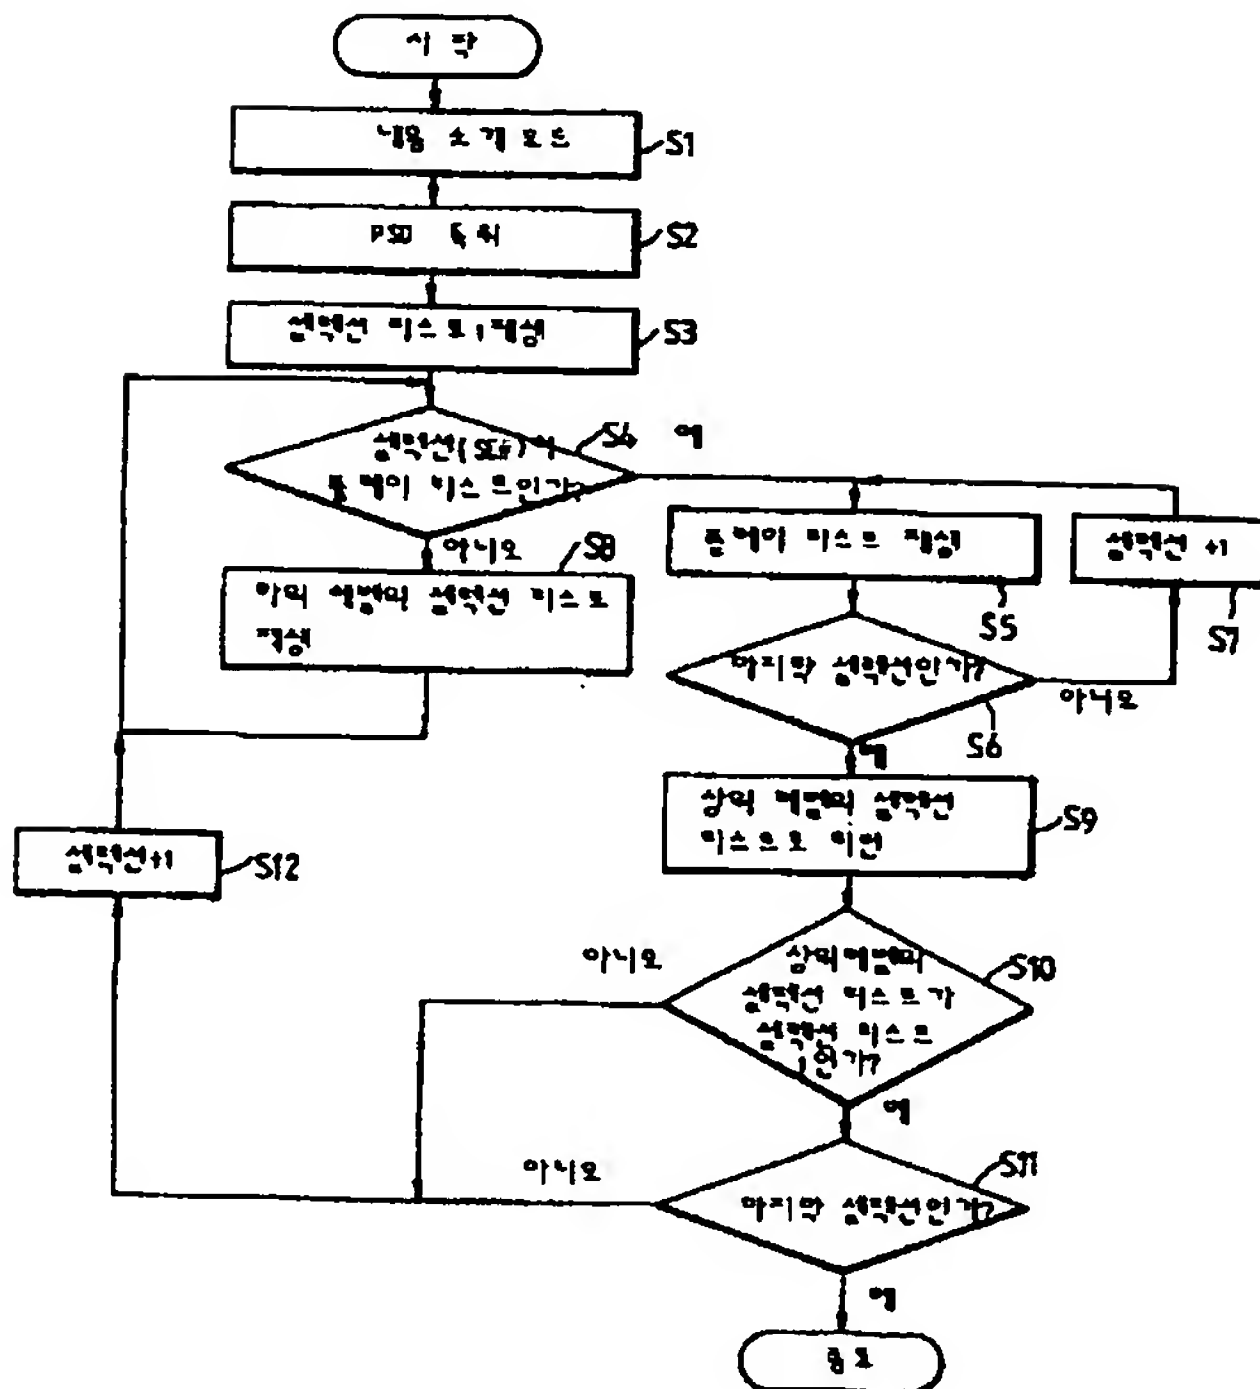 시 작
내용 소개 모드
S1
PSD 독취
S2
셀렉션 리스트 1 재생
S3
셀렉션( SE#) 이
플레이 리스트인가?
S4
예
아니오
하위 레벨의 셀렉션 리스트
재생
S8
플레이 리스트 재생
S5
셀렉션 +1
S7
마지막 셀렉션인가?
S6
아니오
예
상위 레벨의 셀렉션
리스트로 리턴
S9
셀렉션+1
S12
상위레벨의
셀렉션 리스트가
셀렉션 리스트
1인가?
S10
아니오
예
마지막 셀렉션인가?
S11
아니오
예
종료